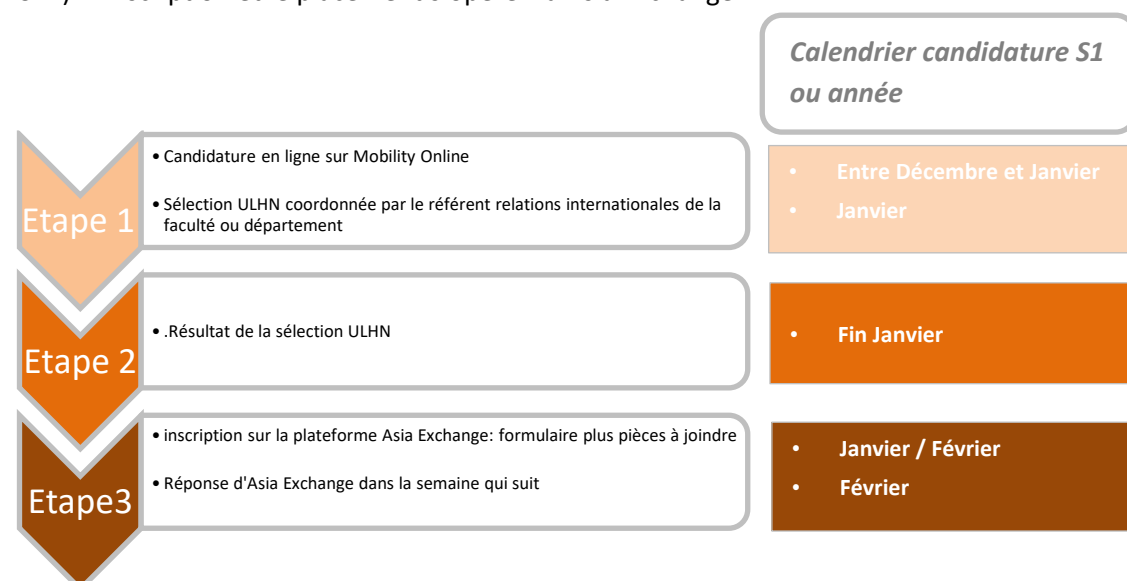 Calendrier candidature S1
ou année
Etape 1
• Candidature en ligne sur Mobility Online
• Sélection ULHN coordonnée par le référent relations internationales de la
faculté ou département
• Entre Décembre et Janvier
• Janvier
Etape 2
• .Résultat de la sélection ULHN
• Fin Janvier
Etape3
• inscription sur la plateforme Asia Exchange: formulaire plus pièces à joindre
• Réponse d'Asia Exchange dans la semaine qui suit
• Janvier / Février
• Février